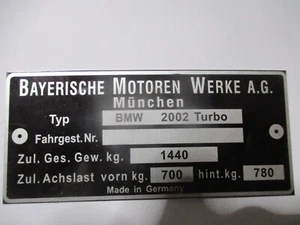 BAYERISCHE MOTOREN WERKE A.G.
München
Typ BMW 2002 Turbo
Fahrgest.Nr.
Zul. Ges. Gew. kg. 1440
Zul. Achslast vorn kg. 700 hint.kg. 780
Made in Germany